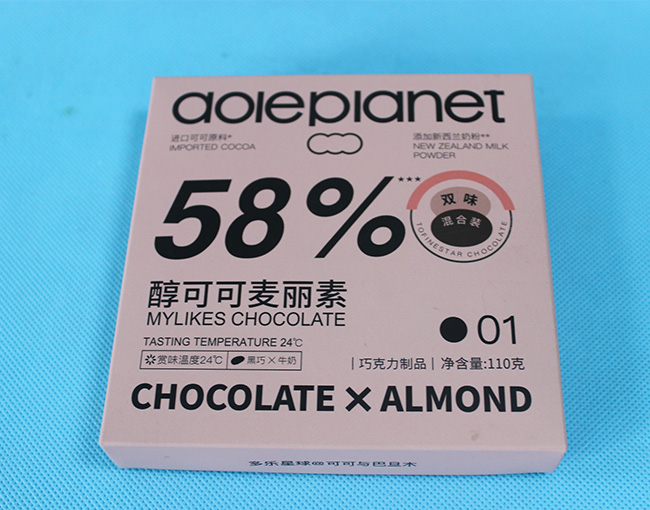 aoleplanet
进口可可原料*
IMPORTED COCOA
添加新西兰奶粉**
NEW ZEALAND MILK
POWDER
58%***
双味
混合装
TOFINESTAR CHOCOLATE
醇可可麦丽素
MYLIKES CHOCOLATE
TASTING TEMPERATURE 24℃
赏味温度24℃
黑巧×牛奶
01
|巧克力制品|净含量:110克
CHOCOLATE × ALMOND
多乐星球∞可可与巴旦木